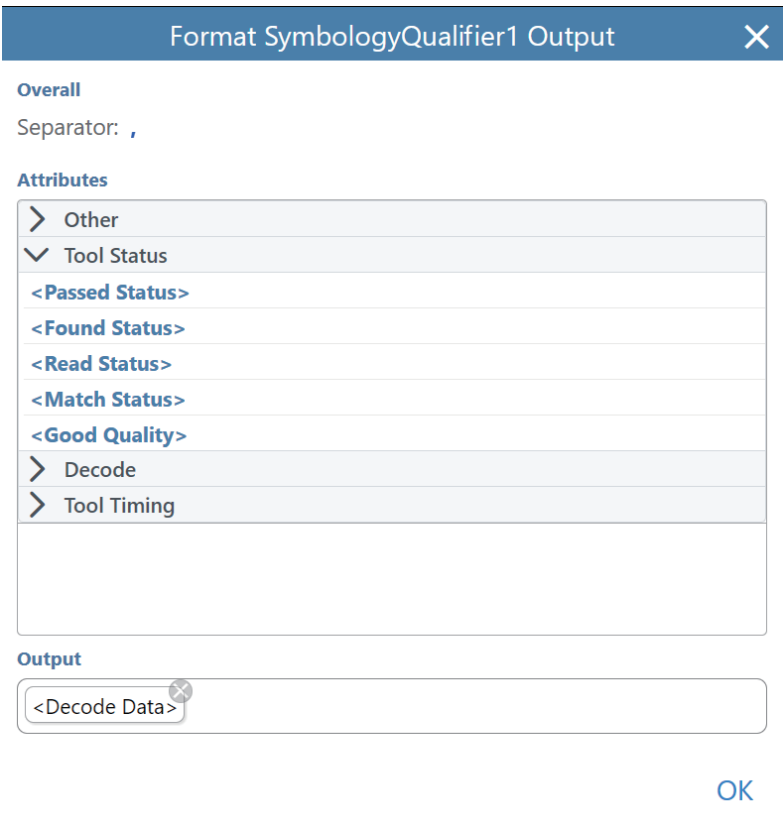 Format SymbologyQualifier1 Output
Overall
Separator: ,
Attributes
Other
Tool Status
<Passed Status>
<Found Status>
<Read Status>
<Match Status>
<Good Quality>
Decode
Tool Timing
Output
<Decode Data>
OK